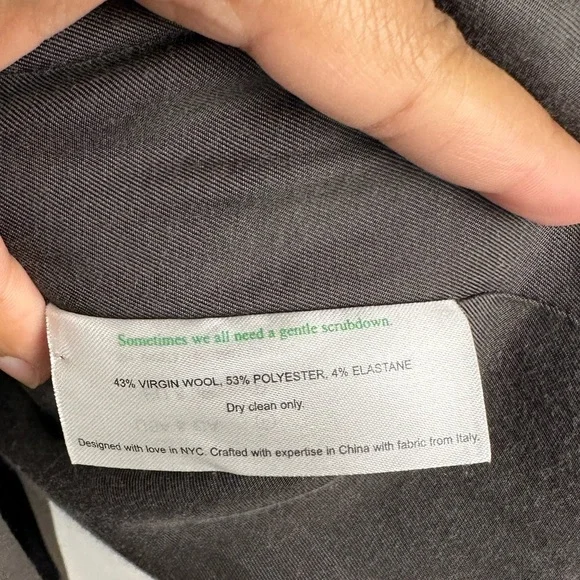 Sometimes we all need a gentle scrubdown.
43% VIRGIN WOOL, 53% POLYESTER, 4% ELASTANE
Dry clean only.
Designed with love in NYC. Crafted with expertise in China with fabric from Italy.